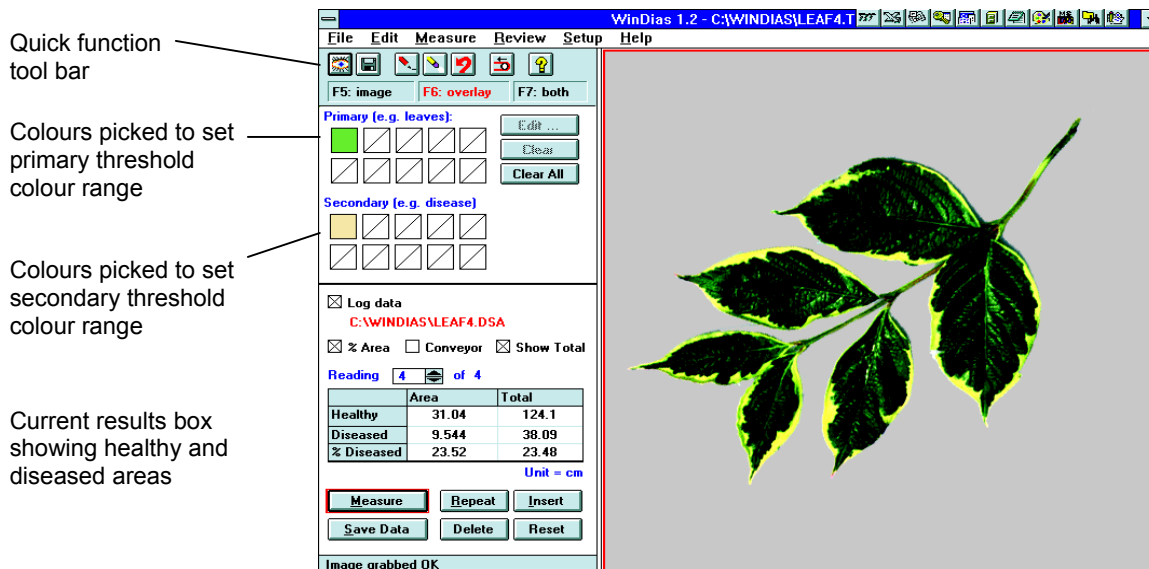 WinDias 1.2 - C:\WINDIAS\LEAF4.T
File Edit Measure Review Setup Help
Quick function
tool bar
F5: image F6: overlay F7: both
Colours picked to set
primary threshold
colour range
Primary (e.g. leaves):
Edit ...
Clear
Clear All
Colours picked to set
secondary threshold
colour range
Secondary (e.g. disease)
Log data
C:\WINDIAS\LEAF4.DSA
% Area Conveyor Show Total
Reading 4 of 4
Current results box
showing healthy and
diseased areas
Area Total
Healthy 31.04 124.1
Diseased 9.544 38.09
% Diseased 23.52 23.48
Unit = cm
Measure Repeat Insert
Save Data Delete Reset
Image grabbed OK